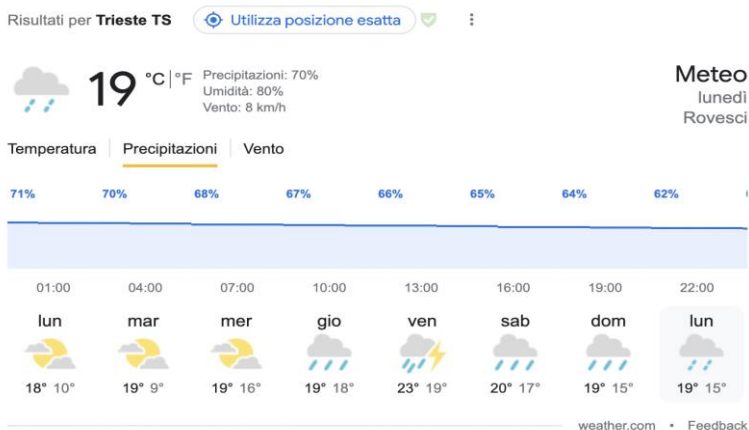 Risultati per Trieste TS
Utilizza posizione esatta
19 °C | °F
Precipitazioni: 70%
Umidità: 80%
Vento: 8 km/h
Meteo
lunedì
Rovesci
Temperatura Precipitazioni Vento
71% 70% 68% 67% 66% 65% 64% 62%
01:00 04:00 07:00 10:00 13:00 16:00 19:00 22:00
lun mar mer gio ven sab dom lun
18° 10° 19° 9° 19° 16° 19° 18° 23° 19° 20° 17° 19° 15° 19° 15°
weather.com • Feedback